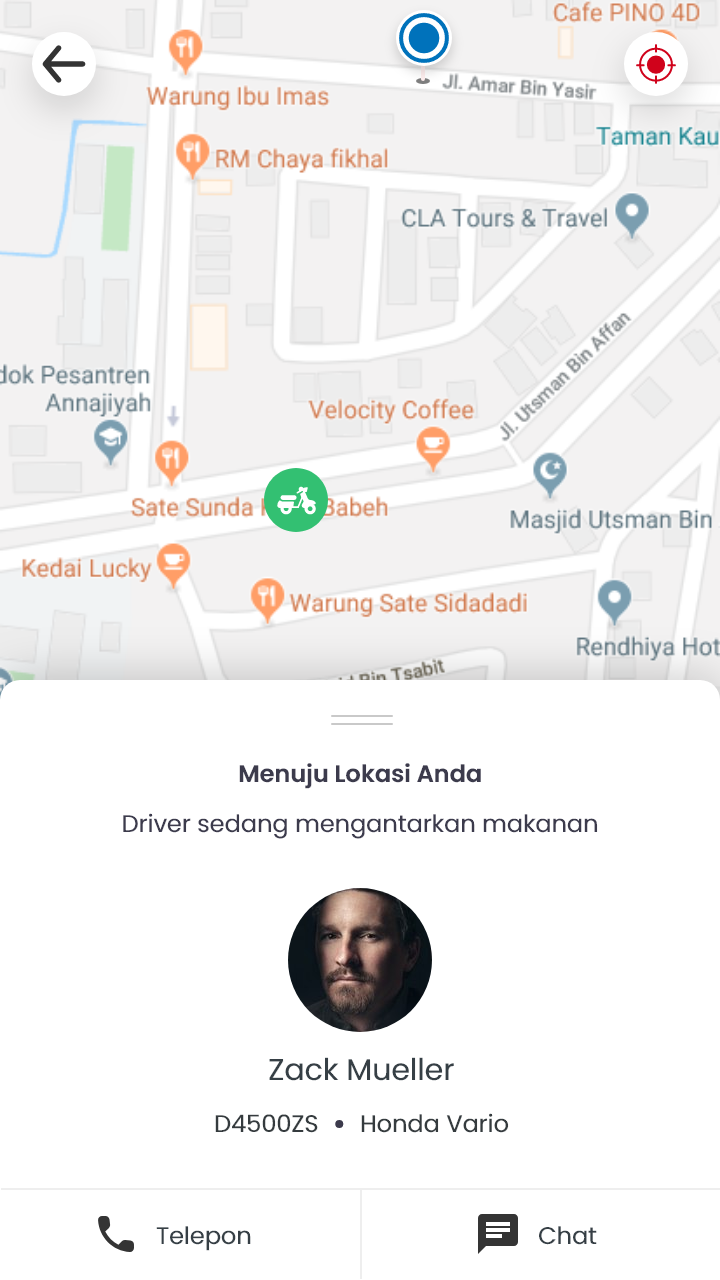 Cafe PINO 4D
Jl. Amar Bin Yasir
Warung Ibu Imas
Taman Kau
RM Chaya fikhal
CLA Tours & Travel
Jl. Utsman Bin Affan
dok Pesantren
Annajiyah
Velocity Coffee
Sate Sunda
Babeh
Masjid Utsman Bin
Kedai Lucky
Warung Sate Sidadadi
Rendhiya Hot
Bin Tsabit
Menuju Lokasi Anda
Driver sedang mengantarkan makanan
Zack Mueller
D4500ZS • Honda Vario
Telepon
Chat